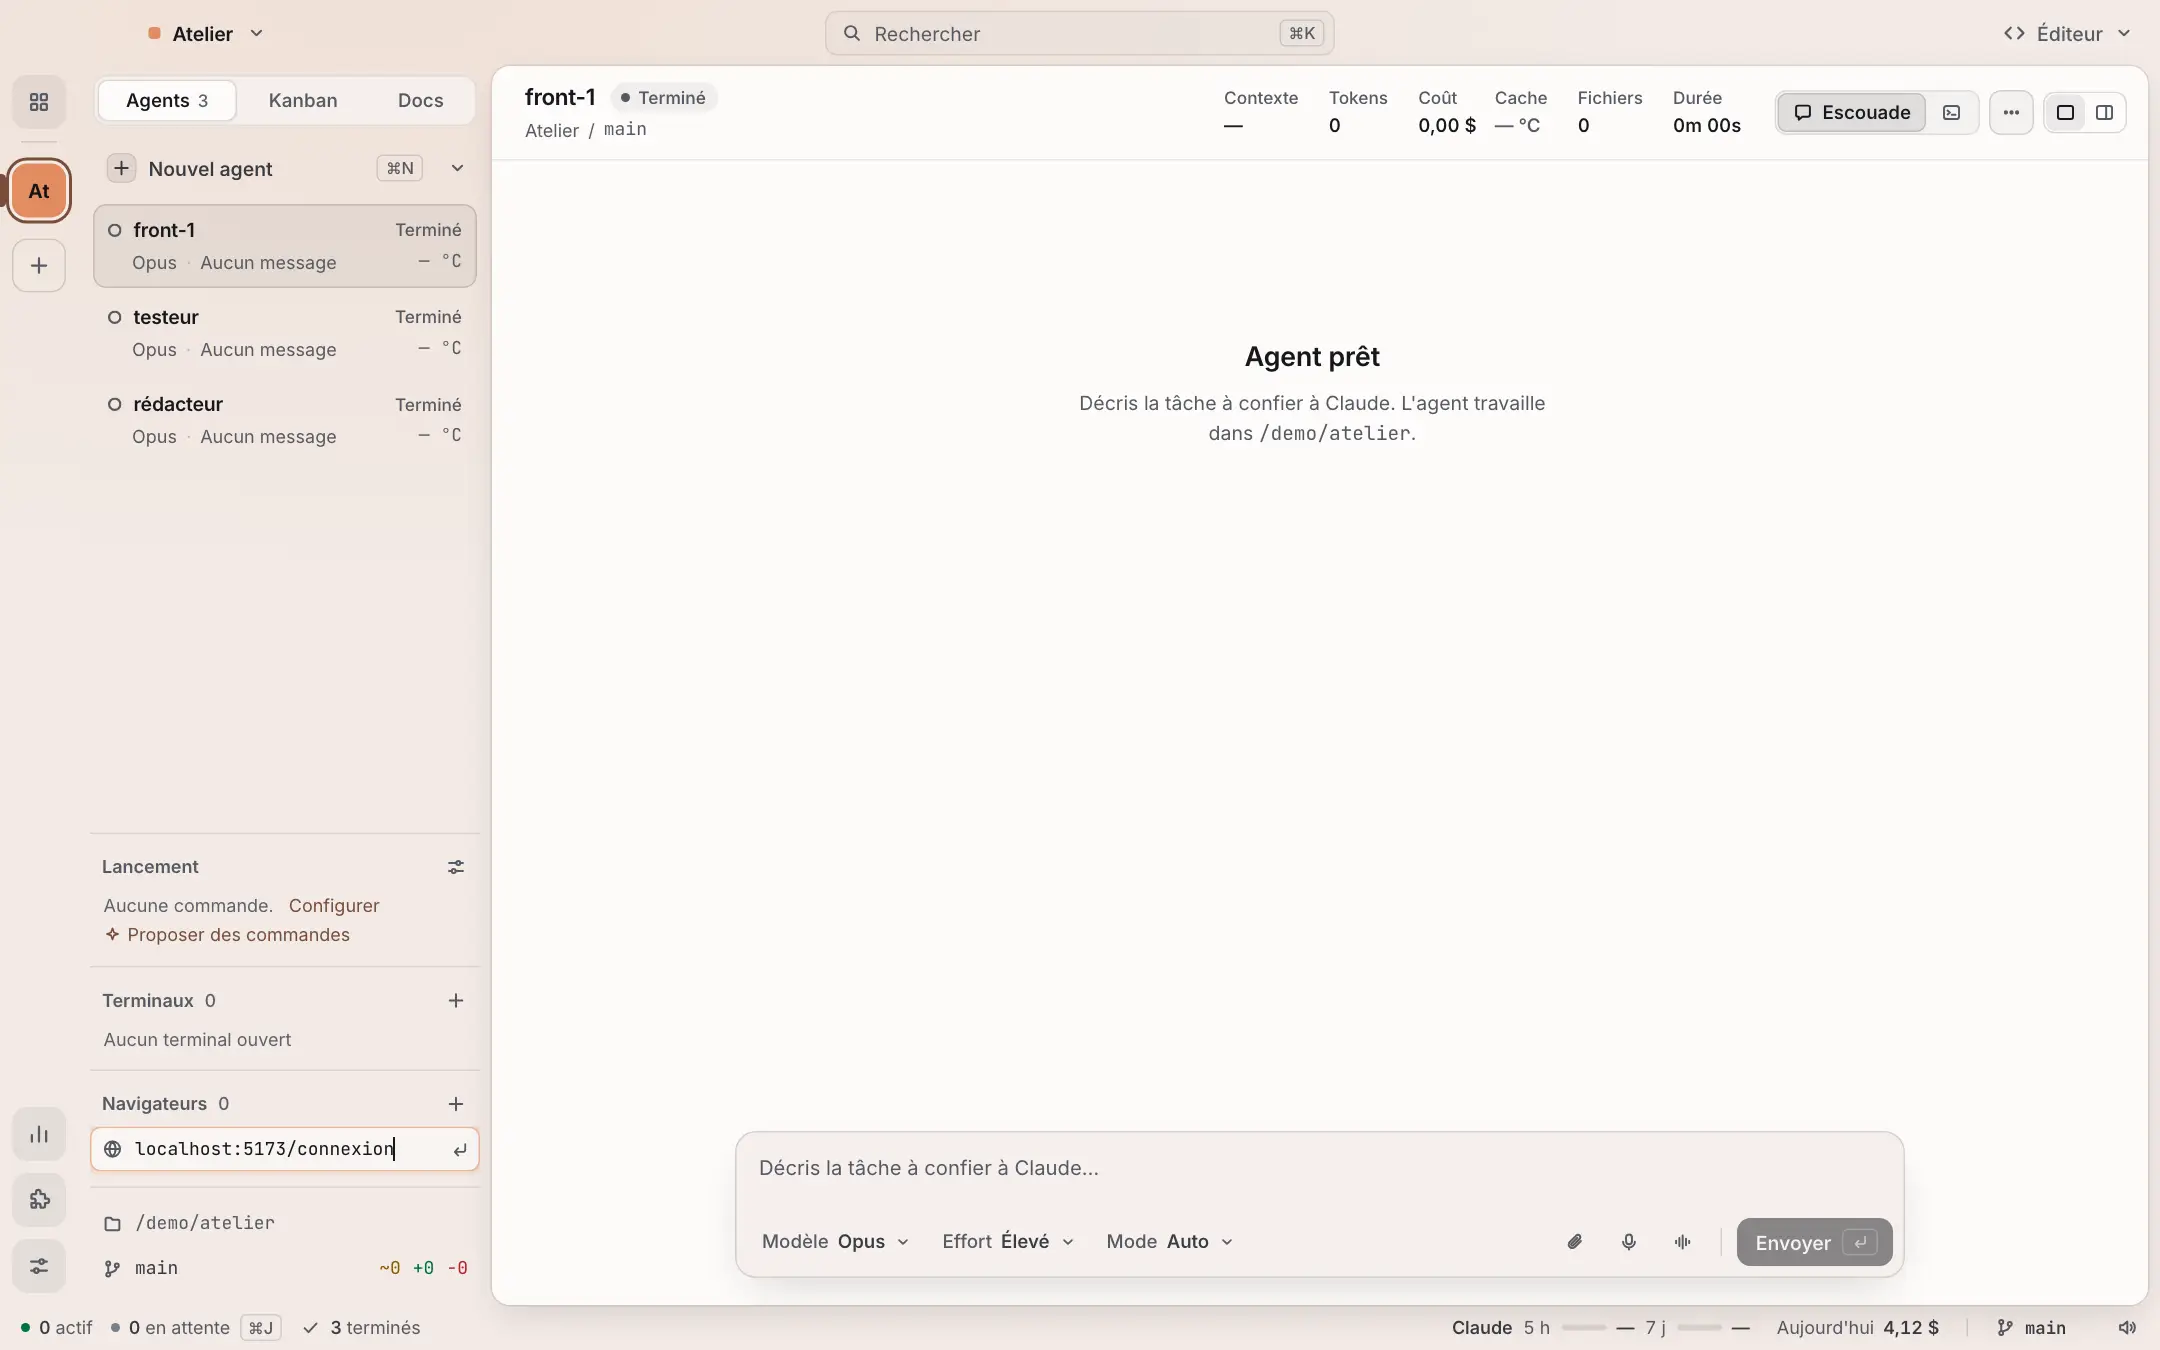 Atelier
Rechercher ⌘K
Éditeur
Agents 3 Kanban Docs
Nouvel agent ⌘N
At
front-1 Terminé
Opus · Aucun message — °C
testeur Terminé
Opus · Aucun message — °C
rédacteur Terminé
Opus · Aucun message — °C
Lancement
Aucune commande. Configurer
Proposer des commandes
Terminaux 0
Aucun terminal ouvert
Navigateurs 0
localhost:5173/connexion
/demo/atelier
main ~0 +0 -0
front-1 Terminé
Atelier / main
Contexte Tokens Coût Cache Fichiers Durée
— 0 0,00 $ — °C 0 0m 00s
Escouade
Agent prêt
Décris la tâche à confier à Claude. L'agent travaille
dans /demo/atelier.
Décris la tâche à confier à Claude...
Modèle Opus Effort Élevé Mode Auto
Envoyer
0 actif 0 en attente ⌘J 3 terminés
Claude 5 h — 7 j — Aujourd'hui 4,12 $ main